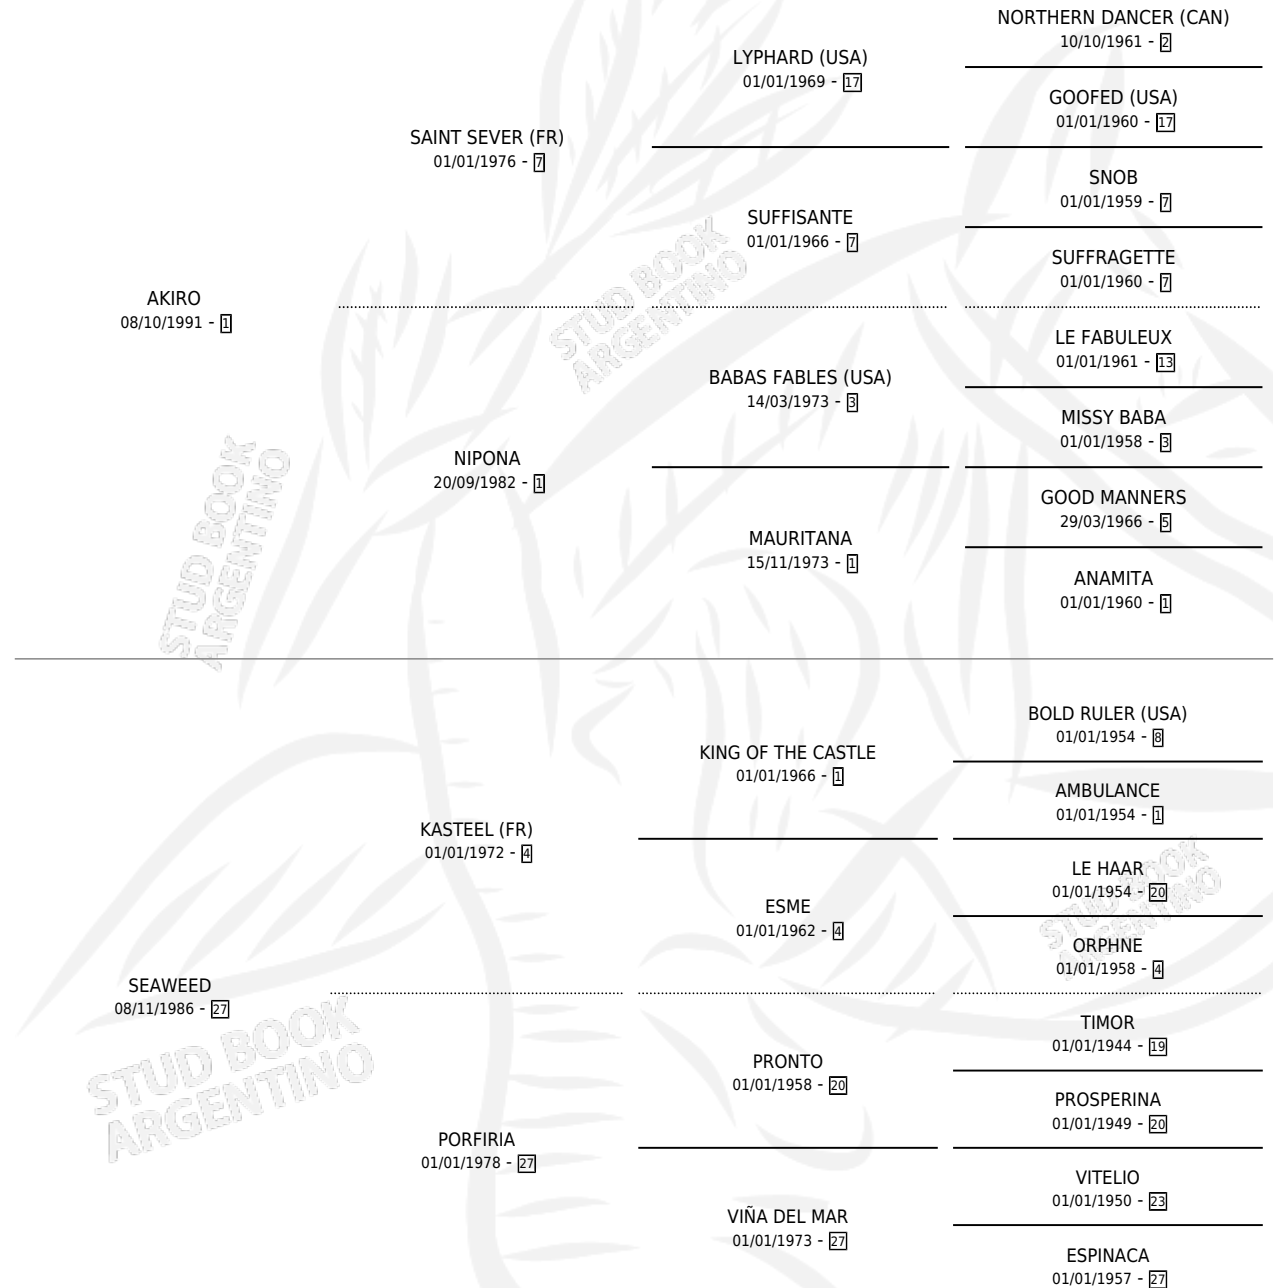 NORTHERN DANCER (CAN)
10/10/1961 - 2
LYPHARD (USA)
01/01/1969 - 17
GOOFED (USA)
01/01/1960 - 17
SAINT SEVER (FR)
01/01/1976 - 7
SNOB
01/01/1959 - 7
SUFFISANTE
01/01/1966 - 7
SUFFRAGETTE
01/01/1960 - 7
AKIRO
08/10/1991 - 1
STUD BOOK
ARGENTINO
LE FABULEUX
01/01/1961 - 13
BABAS FABLES (USA)
14/03/1973 - 3
MISSY BABA
01/01/1958 - 3
NIPONA
20/09/1982 - 1
GOOD MANNERS
29/03/1966 - 5
MAURITANA
15/11/1973 - 1
ANAMITA
01/01/1960 - 1
STUD BOOK
ARGENTINO
BOLD RULER (USA)
01/01/1954 - 8
KING OF THE CASTLE
01/01/1966 - 1
AMBULANCE
01/01/1954 - 1
KASTEEL (FR)
01/01/1972 - 4
LE HAAR
01/01/1954 - 20
ESME
01/01/1962 - 4
STUD BOOK
ARGENTINO
ORPHNE
01/01/1958 - 4
SEAWEED
08/11/1986 - 27
STUD BOOK
ARGENTINO
TIMOR
01/01/1944 - 19
PRONTO
01/01/1958 - 20
PROSPERINA
01/01/1949 - 20
PORFIRIA
01/01/1978 - 27
VITELIO
01/01/1950 - 23
VIÑA DEL MAR
01/01/1973 - 27
ESPINACA
01/01/1957 - 27